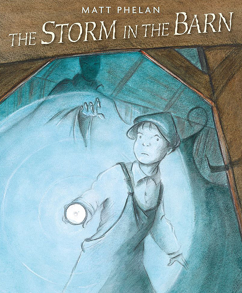 MATT PHELAN
THE STORM IN THE BARN